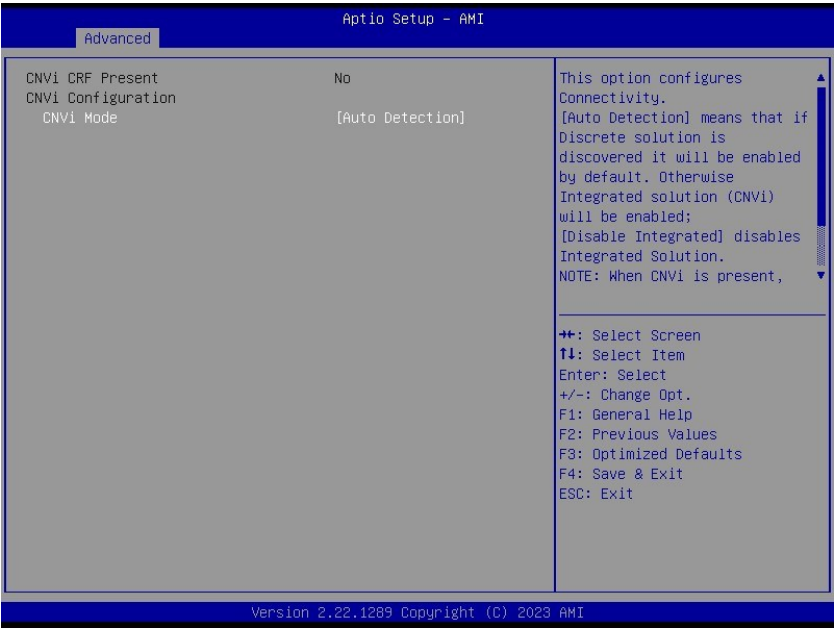 Aptio Setup – AMI
Advanced
CNVi CRF Present No
CNVi Configuration
CNVi Mode [Auto Detection]
This option configures
Connectivity.
[Auto Detection] means that if
Discrete solution is
discovered it will be enabled
by default. Otherwise
Integrated solution (CNVi)
will be enabled;
[Disable Integrated] disables
Integrated Solution.
NOTE: When CNVi is present,
→←: Select Screen
↑↓: Select Item
Enter: Select
+/-: Change Opt.
F1: General Help
F2: Previous Values
F3: Optimized Defaults
F4: Save & Exit
ESC: Exit
Version 2.22.1289 Copyright (C) 2023 AMI